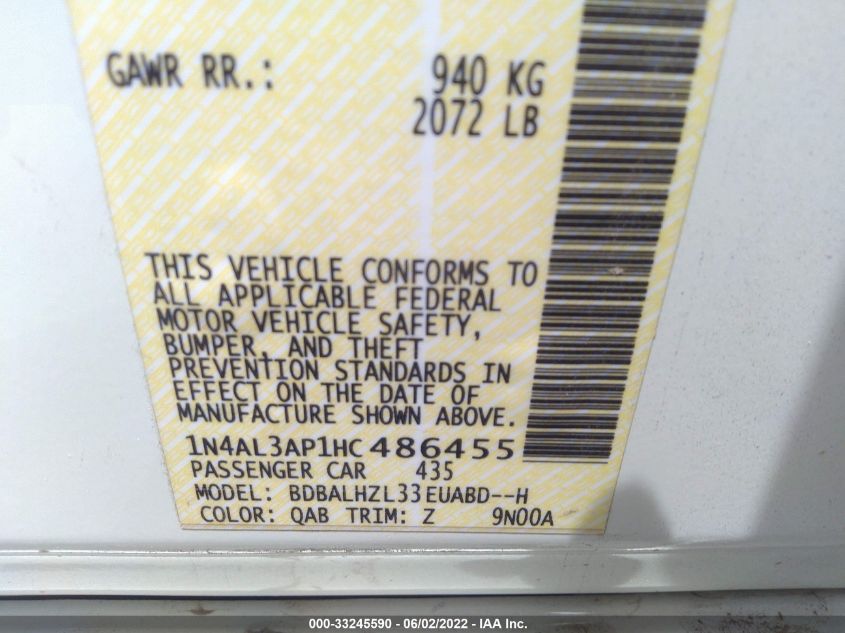 GAWR RR.: 940 KG
2072 LB
THIS VEHICLE CONFORMS TO
ALL APPLICABLE FEDERAL
MOTOR VEHICLE SAFETY,
BUMPER, AND THEFT
PREVENTION STANDARDS IN
EFFECT ON THE DATE OF
MANUFACTURE SHOWN ABOVE.
1N4AL3AP1HC486455
PASSENGER CAR 435
MODEL: BDBALHZL33EUABD--H
COLOR: QAB TRIM: Z 9N00A
000-33245590 - 06/02/2022 - IAA Inc.